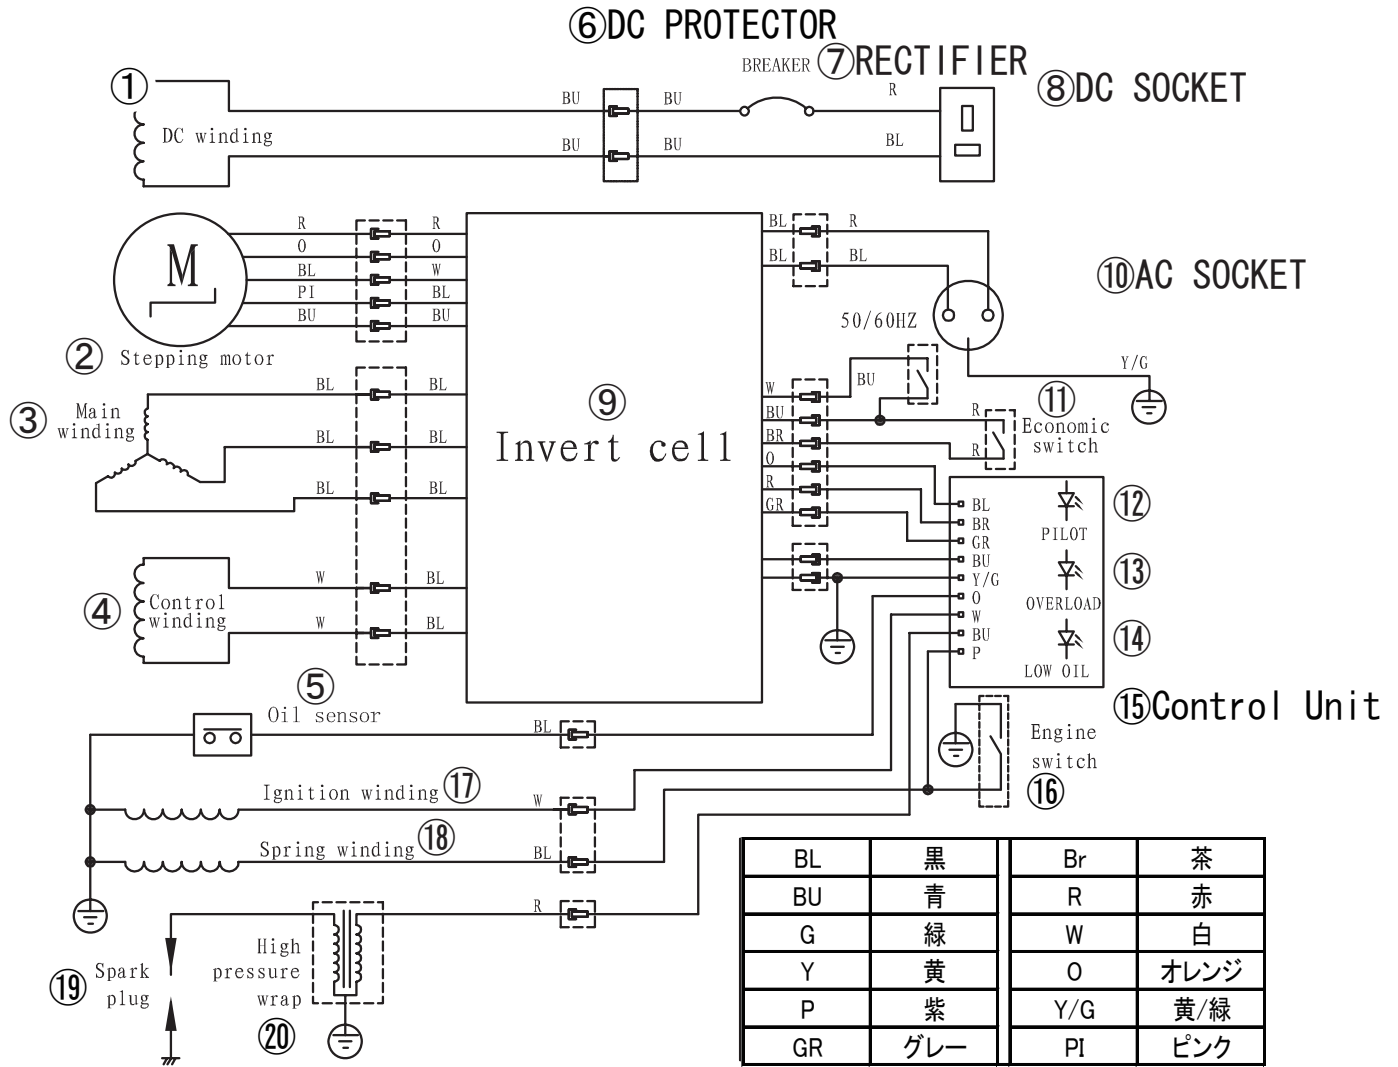 ⑥DC PROTECTOR
BREAKER ⑦RECTIFIER
⑧DC SOCKET
①
DC winding
BU BU R
BU BU BL
M
② Stepping motor
R R
O O
BL W
PI BL
BU BU
③ Main
winding
BL BL
BL BL
BL BL
④ Control
winding
W BL
W BL
⑨
Invert cell
BL R
BL BL
⑩AC SOCKET
50/60HZ
Y/G
W BU
BU R
BR R
O
R
GR
⑪
Economic
switch
BL
BR
GR
BU
Y/G
O
W
BU
P
PILOT ⑫
OVERLOAD ⑬
LOW OIL ⑭
⑮Control Unit
⑤
Oil sensor
BL
Engine
switch
⑯
Ignition winding ⑰ W
Spring winding ⑱ BL
R
⑲ Spark
plug
High
pressure
wrap
⑳
BL 黒 Br 茶
BU 青 R 赤
G 緑 W 白
Y 黄 O オレンジ
P 紫 Y/G 黄/緑
GR グレー PI ピンク